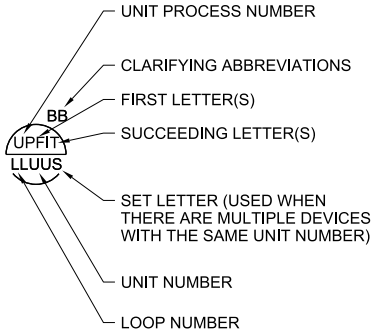 UNIT PROCESS NUMBER
CLARIFYING ABBREVIATIONS
FIRST LETTER(S)
BB
SUCCEEDING LETTER(S)
UPFIT
LLUUS
SET LETTER (USED WHEN
THERE ARE MULTIPLE DEVICES
WITH THE SAME UNIT NUMBER)
UNIT NUMBER
LOOP NUMBER